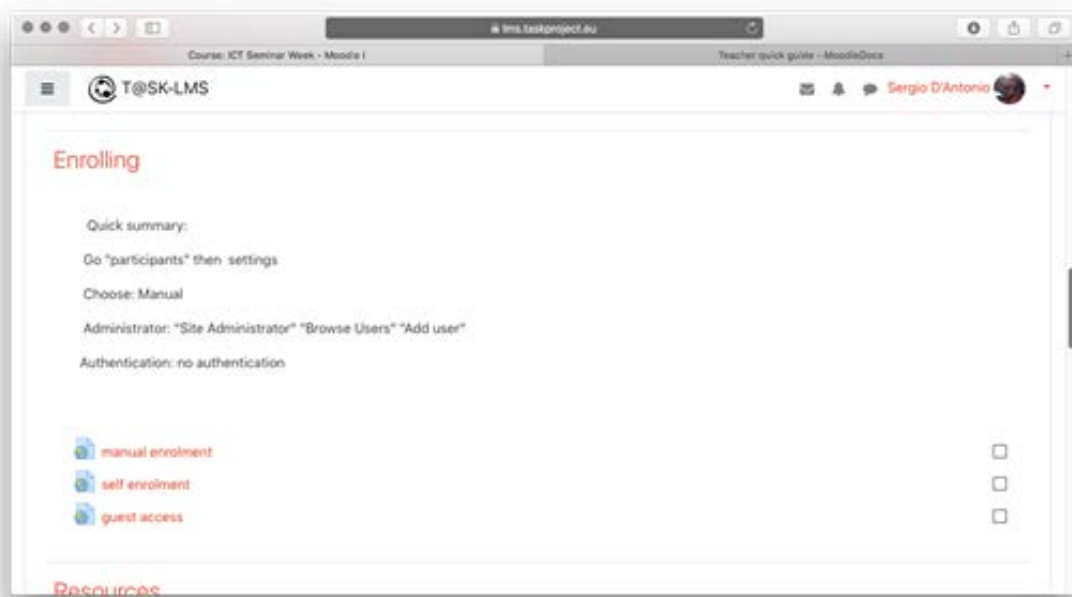 lms.taskproject.eu
Course: ICT Seminar Week - Moodle I
Teacher quick guide - MoodleDocs
T@SK-LMS
Sergio D'Antonio
Enrolling
Quick summary:
Go "participants" then settings
Choose: Manual
Administrator: "Site Administrator" "Browse Users" "Add user"
Authentication: no authentication
manual enrolment
self enrolment
guest access
Resources